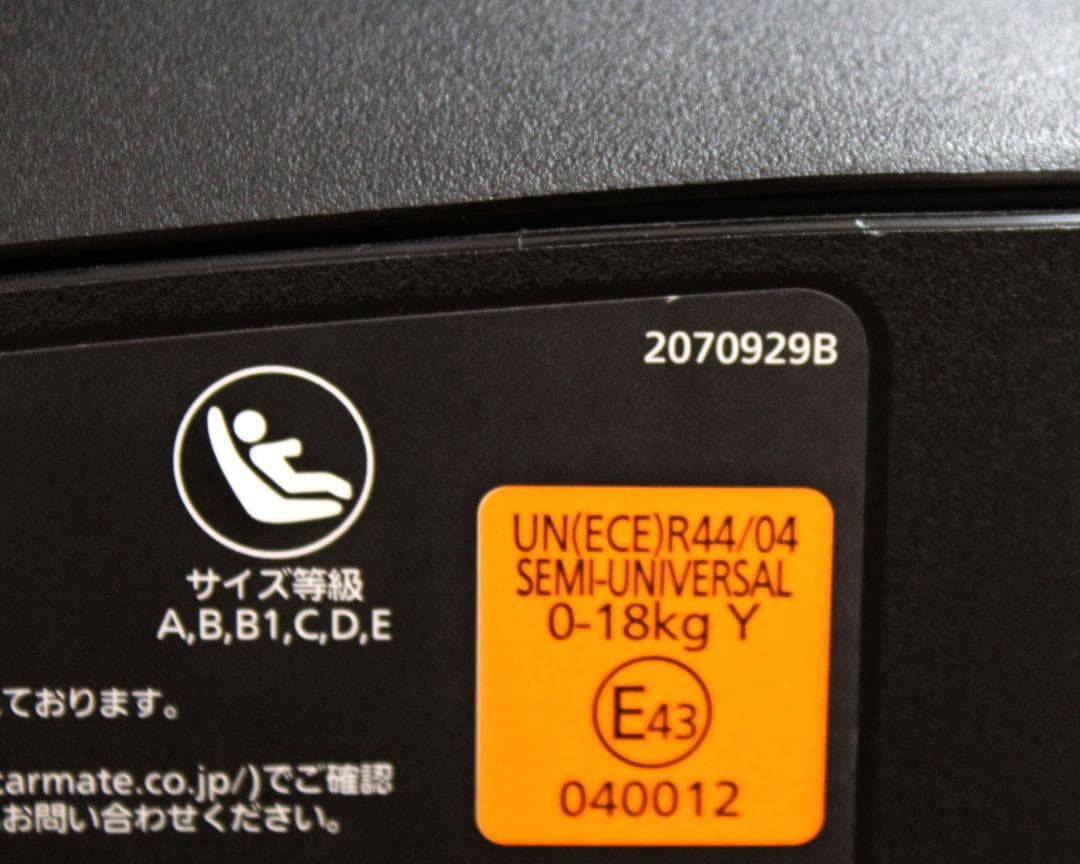 2070929B
サイズ等級
A,B,B1,C,D,E
UN(ECE)R44/04
SEMI-UNIVERSAL
0-18kg Y
E43
040012
ております。
carmate.co.jp/)でご確認
お問い合わせください。